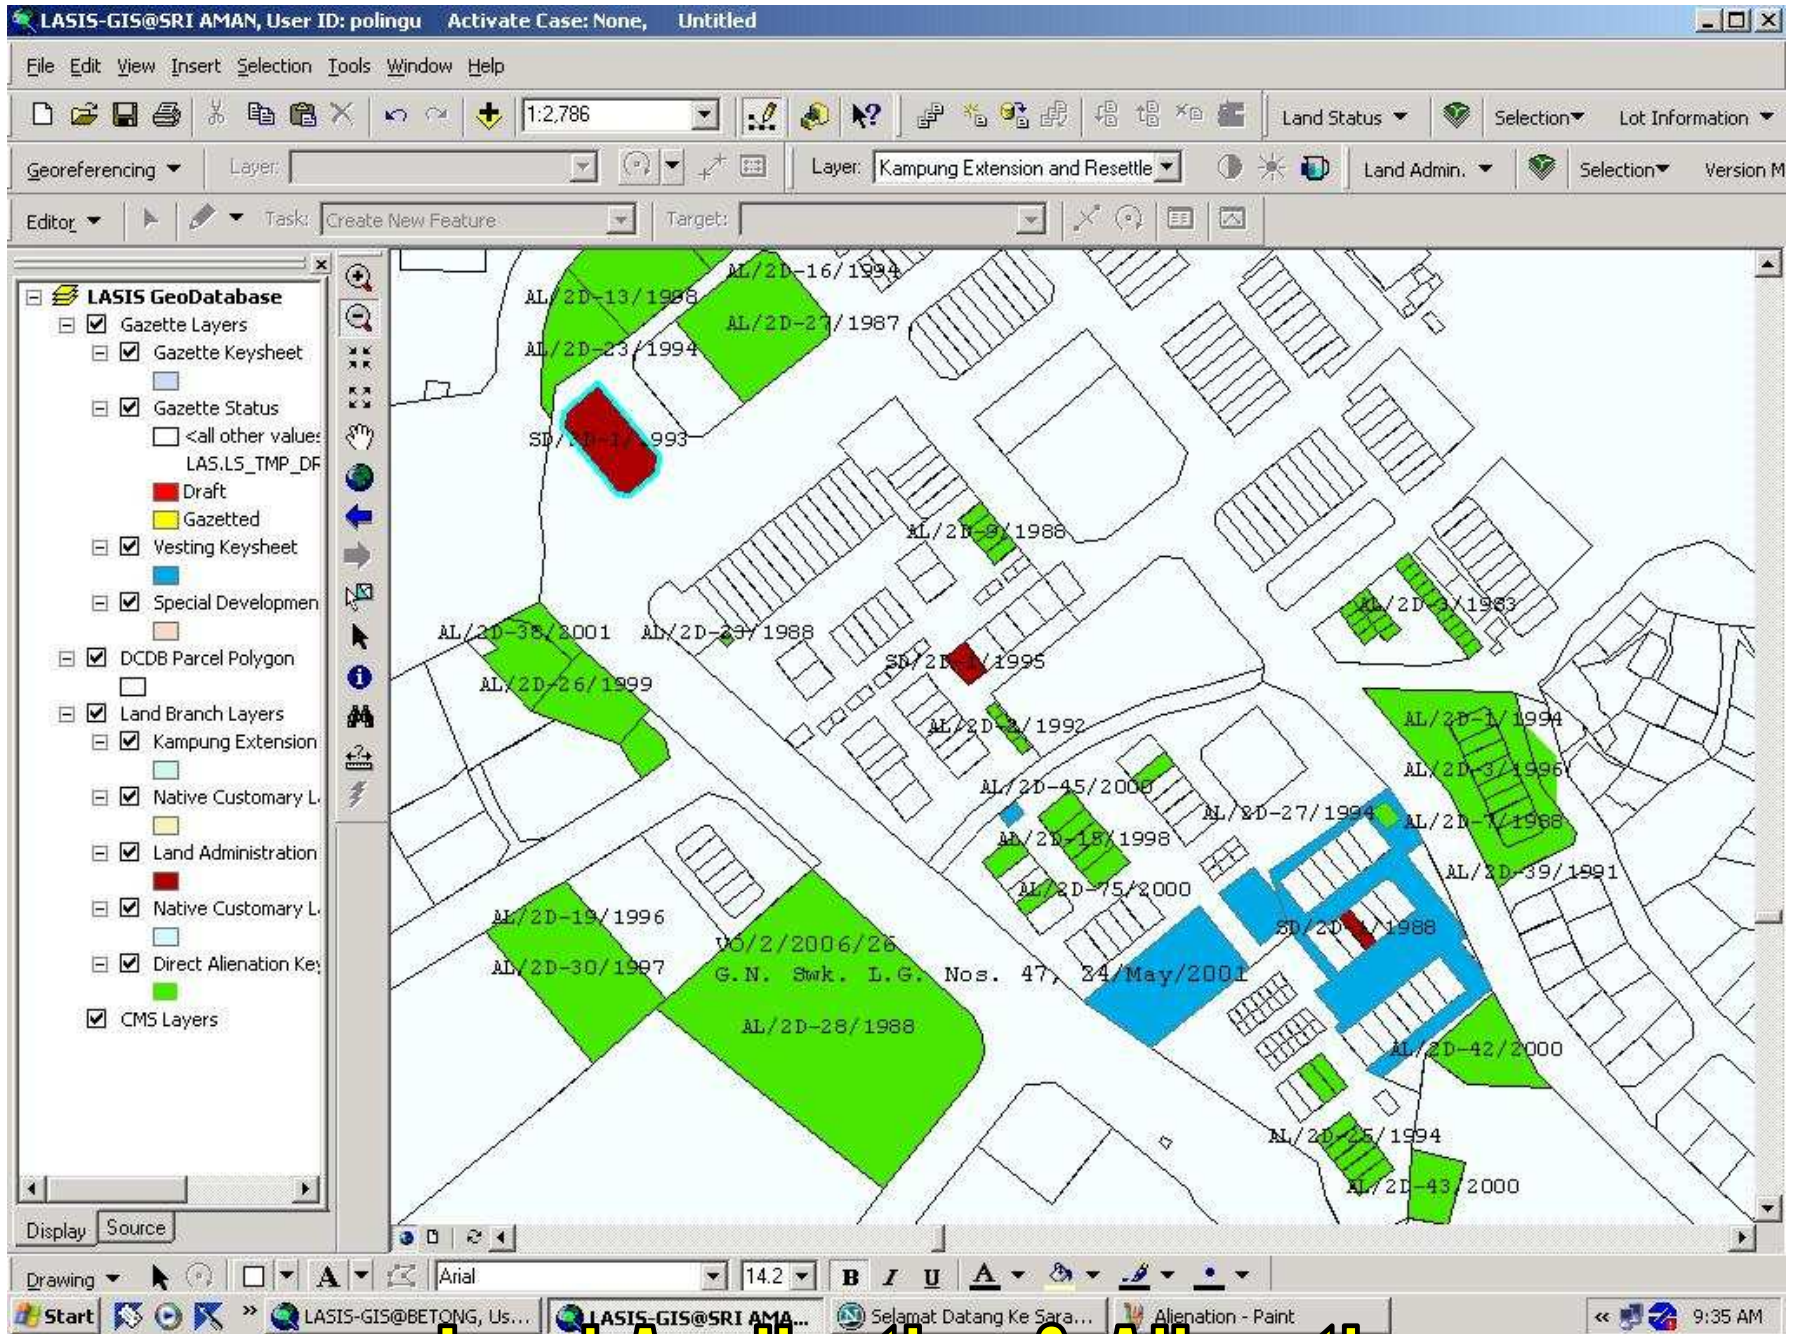 LASIS-GIS@SRI AMAN, User ID: polingu Activate Case: None, Untitled
File Edit View Insert Selection Tools Window Help
1:2,786 Land Status Selection Lot Information
Georeferencing Layer: Layer: Kampung Extension and Resettle Land Admin. Selection Version M
Editor Task: Create New Feature Target:
LASIS GeoDatabase
Gazette Layers
Gazette Keysheet
Gazette Status
<all other values
LAS.LS_TMP_DR
Draft
Gazetted
Vesting Keysheet
Special Developmen
DCDB Parcel Polygon
Land Branch Layers
Kampung Extension
Native Customary L
Land Administration
Native Customary L
Direct Alienation Key
CMS Layers
Display Source
AL/2D-16/1994
AL/2D-13/1998
AL/2D-27/1987
AL/2D-23/1994
SD/2D-1/1993
AL/2D-9/1988
AL/2D-3/1983
AL/2D-38/2001
AL/2D-29/1988
SD/2D-1/1995
AL/2D-26/1999
AL/2D-1/1994
AL/2D-2/1992
AL/2D-3/1996
AL/2D-45/2000
AL/2D-27/1994
AL/2D-7/1988
AL/2D-15/1998
AL/2D-39/1991
AL/2D-75/2000
AL/2D-19/1996
SD/2D-1/1988
VO/2/2006/26
AL/2D-30/1997
G.N. Swk. L.G. Nos. 47, 24/May/2001
AL/2D-28/1988
AL/2D-42/2000
AL/2D-25/1994
AL/2D-43/2000
Drawing A Arial 14.2 B I U A
Start LASIS-GIS@BETONG, Us... LASIS-GIS@SRI AMA... Selamat Datang Ke Sara... Alienation - Paint 9:35 AM